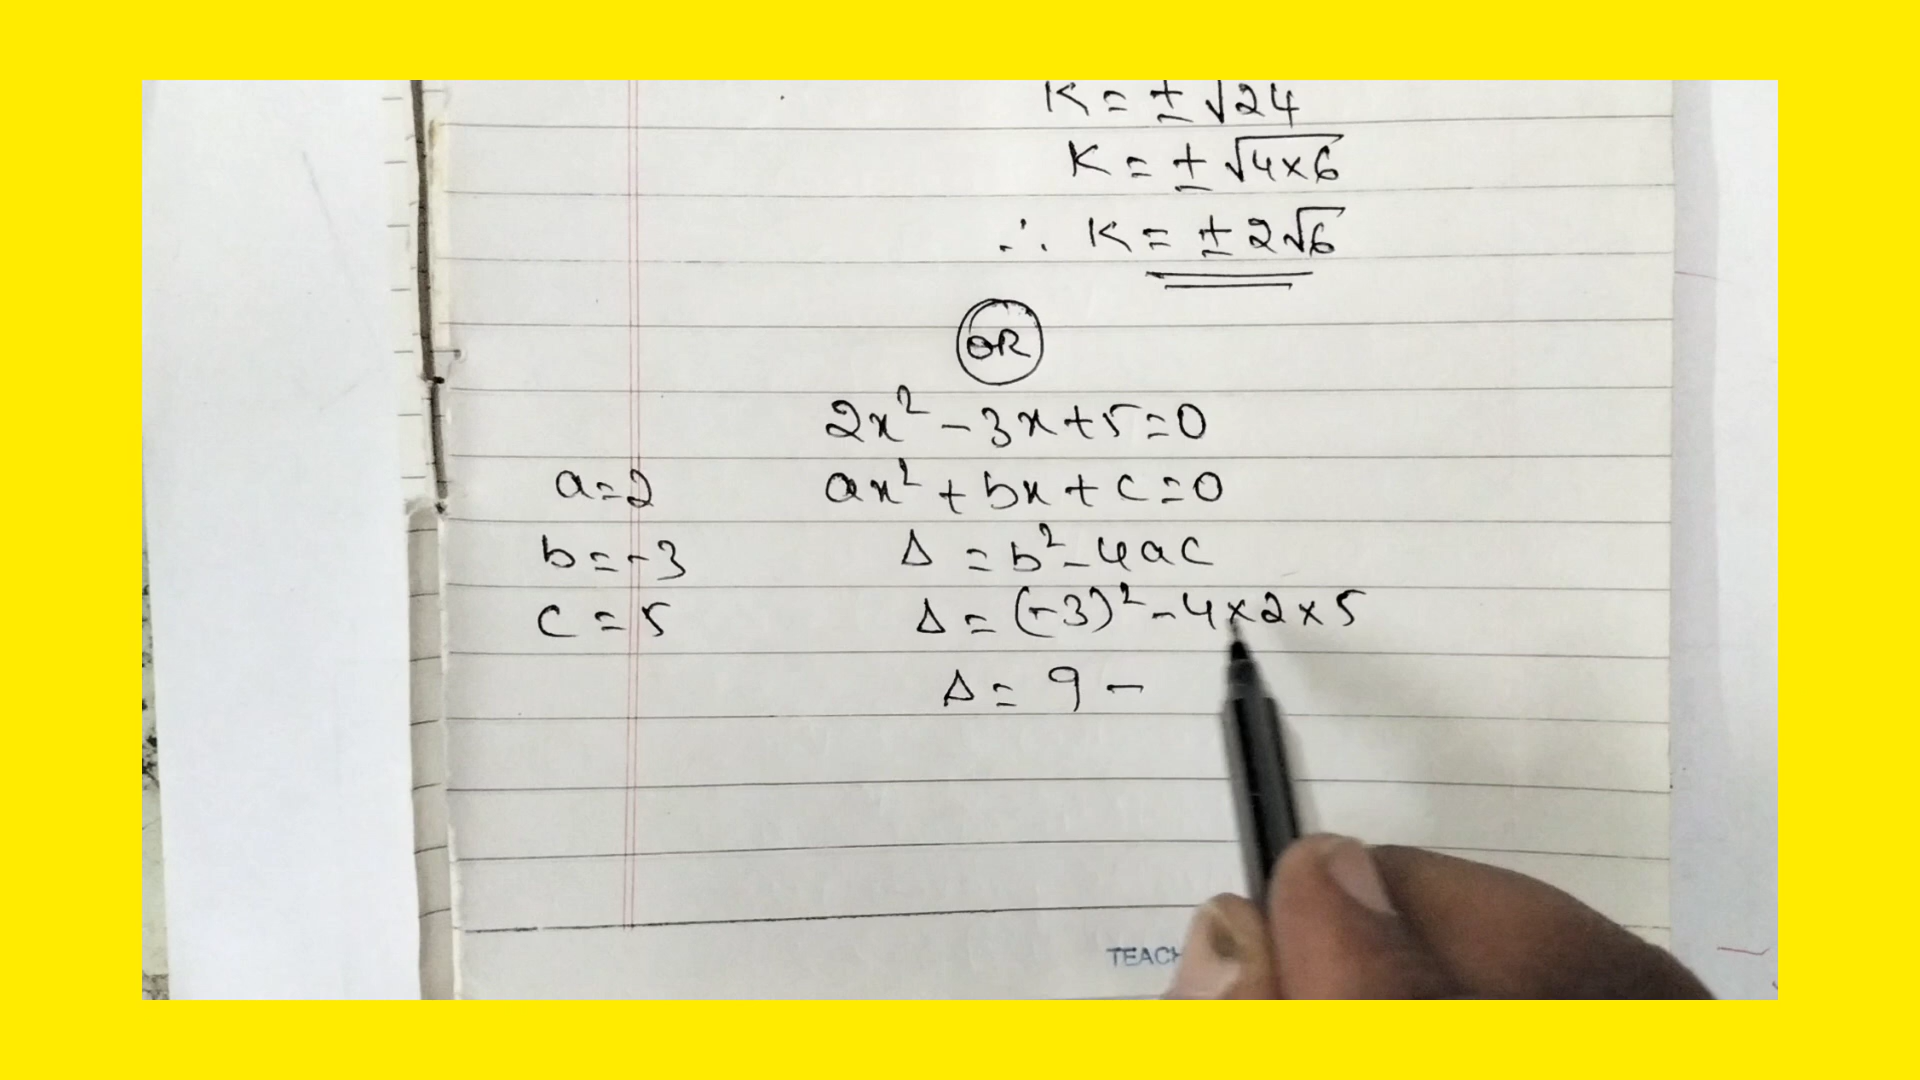 K = ± √24
K = ± √4×6
∴ K = ± 2√6
OR
2x² - 3x + 5 = 0
a = 2 ax² + bx + c = 0
b = -3 Δ = b² - 4ac
c = 5 Δ = (-3)² - 4×2×5
Δ = 9 -
TEACH